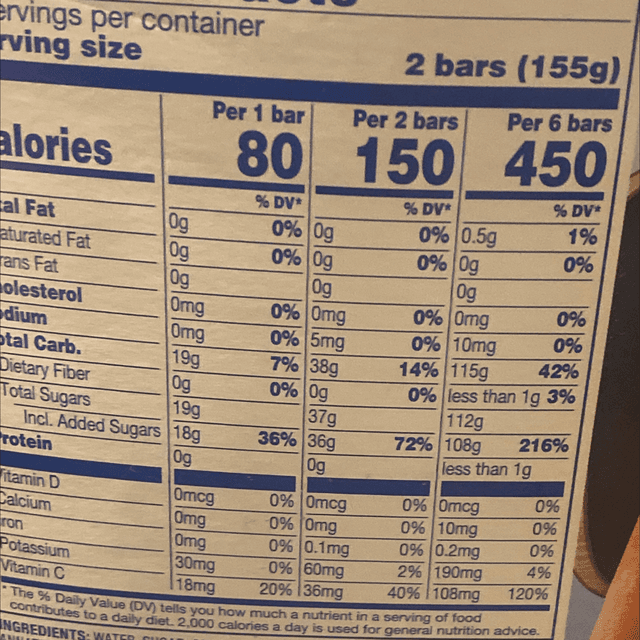 ervings per container
rving size 2 bars (155g)
Per 1 bar Per 2 bars Per 6 bars
alories 80 150 450
% DV* % DV* % DV*
tal Fat 0g 0% 0g 0% 0.5g 1%
aturated Fat 0g 0% 0g 0% 0g 0%
rans Fat 0g 0g 0g
holesterol 0mg 0% 0mg 0% 0mg 0%
dium 0mg 0% 5mg 0% 10mg 0%
otal Carb. 19g 7% 38g 14% 115g 42%
Dietary Fiber 0g 0% 0g 0% less than 1g 3%
Total Sugars 19g 37g 112g
Incl. Added Sugars 18g 36% 36g 72% 108g 216%
rotein 0g 0g less than 1g
Vitamin D 0mcg 0% 0mcg 0% 0mcg 0%
Calcium 0mg 0% 0mg 0% 10mg 0%
ron 0mg 0% 0.1mg 0% 0.2mg 0%
Potassium 30mg 0% 60mg 2% 190mg 4%
Vitamin C 18mg 20% 36mg 40% 108mg 120%
* The % Daily Value (DV) tells you how much a nutrient in a serving of food
contributes to a daily diet. 2,000 calories a day is used for general nutrition advice.
INGREDIENTS: WATER,